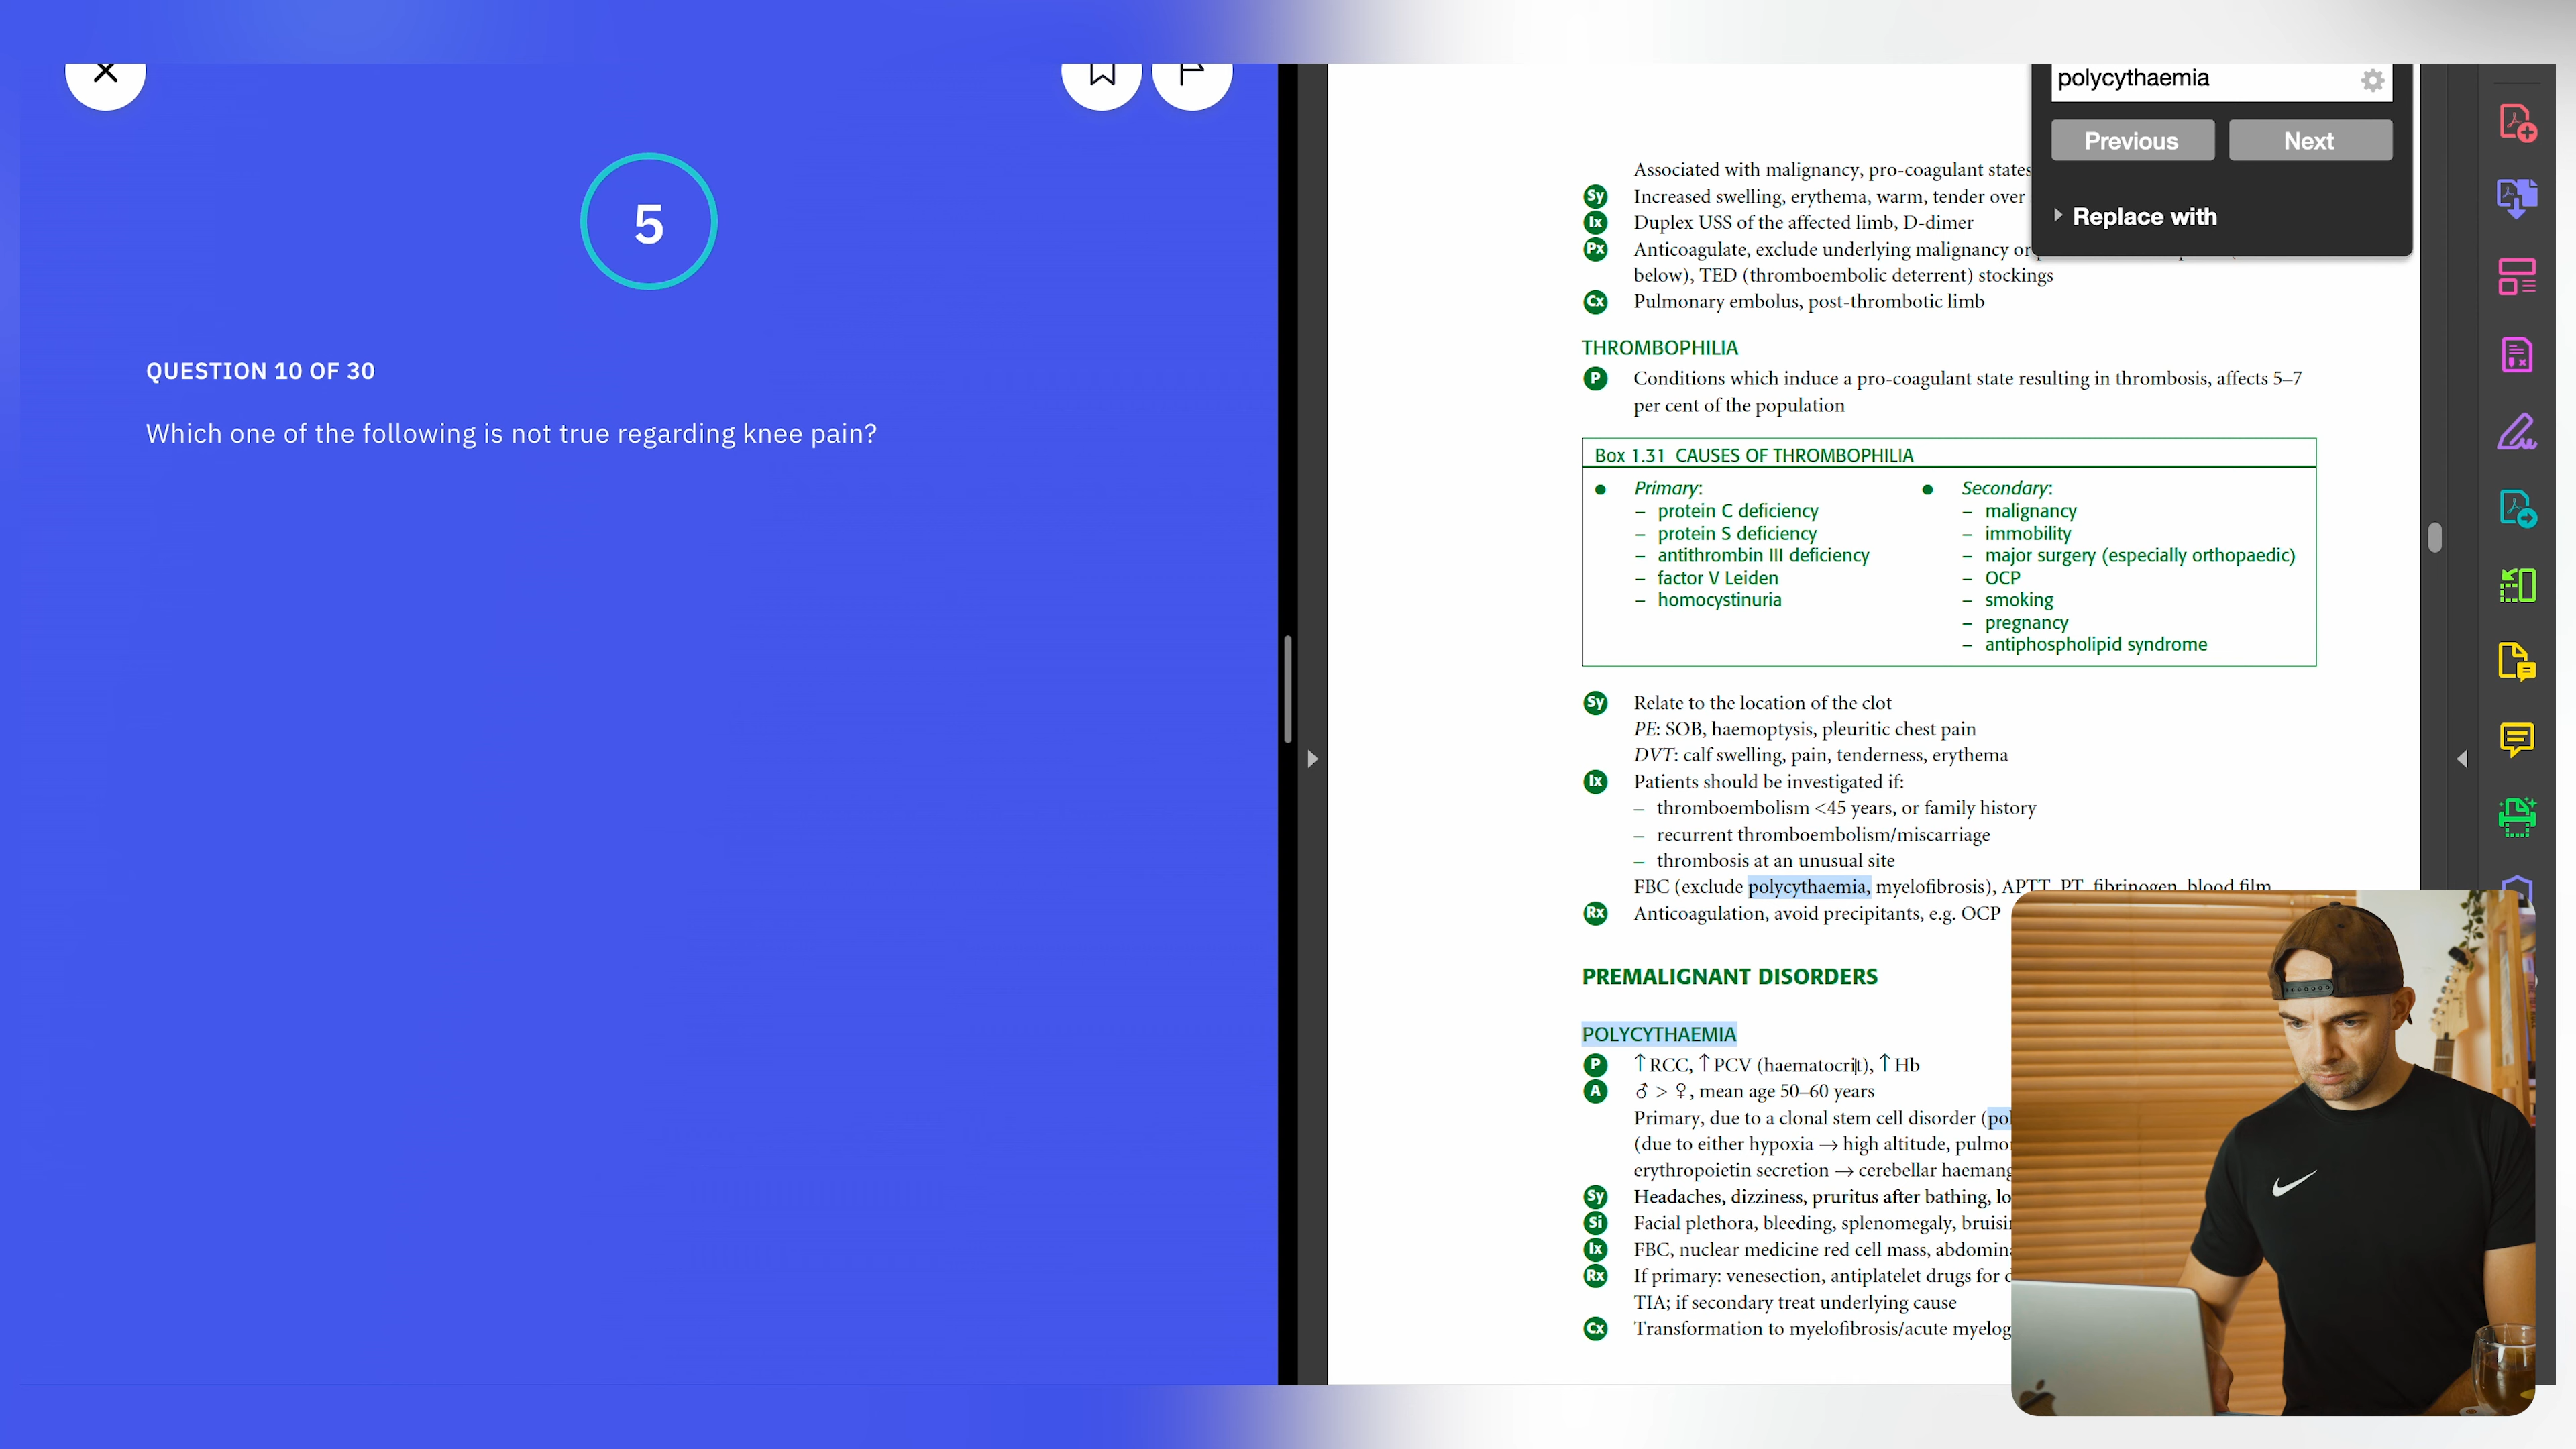 5
QUESTION 10 OF 30
Which one of the following is not true regarding knee pain?
polycythaemia
Previous
Next
Replace with
Associated with malignancy, pro-coagulant states
Sy Increased swelling, erythema, warm, tender over
Ix Duplex USS of the affected limb, D-dimer
Px Anticoagulate, exclude underlying malignancy or
below), TED (thromboembolic deterrent) stockings
Cx Pulmonary embolus, post-thrombotic limb
THROMBOPHILIA
P Conditions which induce a pro-coagulant state resulting in thrombosis, affects 5–7
per cent of the population
Box 1.31 CAUSES OF THROMBOPHILIA
● Primary:
– protein C deficiency
– protein S deficiency
– antithrombin III deficiency
– factor V Leiden
– homocystinuria
● Secondary:
– malignancy
– immobility
– major surgery (especially orthopaedic)
– OCP
– smoking
– pregnancy
– antiphospholipid syndrome
Sy Relate to the location of the clot
PE: SOB, haemoptysis, pleuritic chest pain
DVT: calf swelling, pain, tenderness, erythema
Ix Patients should be investigated if:
– thromboembolism <45 years, or family history
– recurrent thromboembolism/miscarriage
– thrombosis at an unusual site
FBC (exclude polycythaemia, myelofibrosis), APTT, PT, fibrinogen, blood film
Rx Anticoagulation, avoid precipitants, e.g. OCP
PREMALIGNANT DISORDERS
POLYCYTHAEMIA
P ↑RCC, ↑PCV (haematocrit), ↑Hb
A ♂ > ♀, mean age 50–60 years
Primary, due to a clonal stem cell disorder (pol
(due to either hypoxia → high altitude, pulmo
erythropoietin secretion → cerebellar haemang
Sy Headaches, dizziness, pruritus after bathing, lo
Si Facial plethora, bleeding, splenomegaly, bruisi
Ix FBC, nuclear medicine red cell mass, abdomin
Rx If primary: venesection, antiplatelet drugs for
TIA; if secondary treat underlying cause
Cx Transformation to myelofibrosis/acute myelog